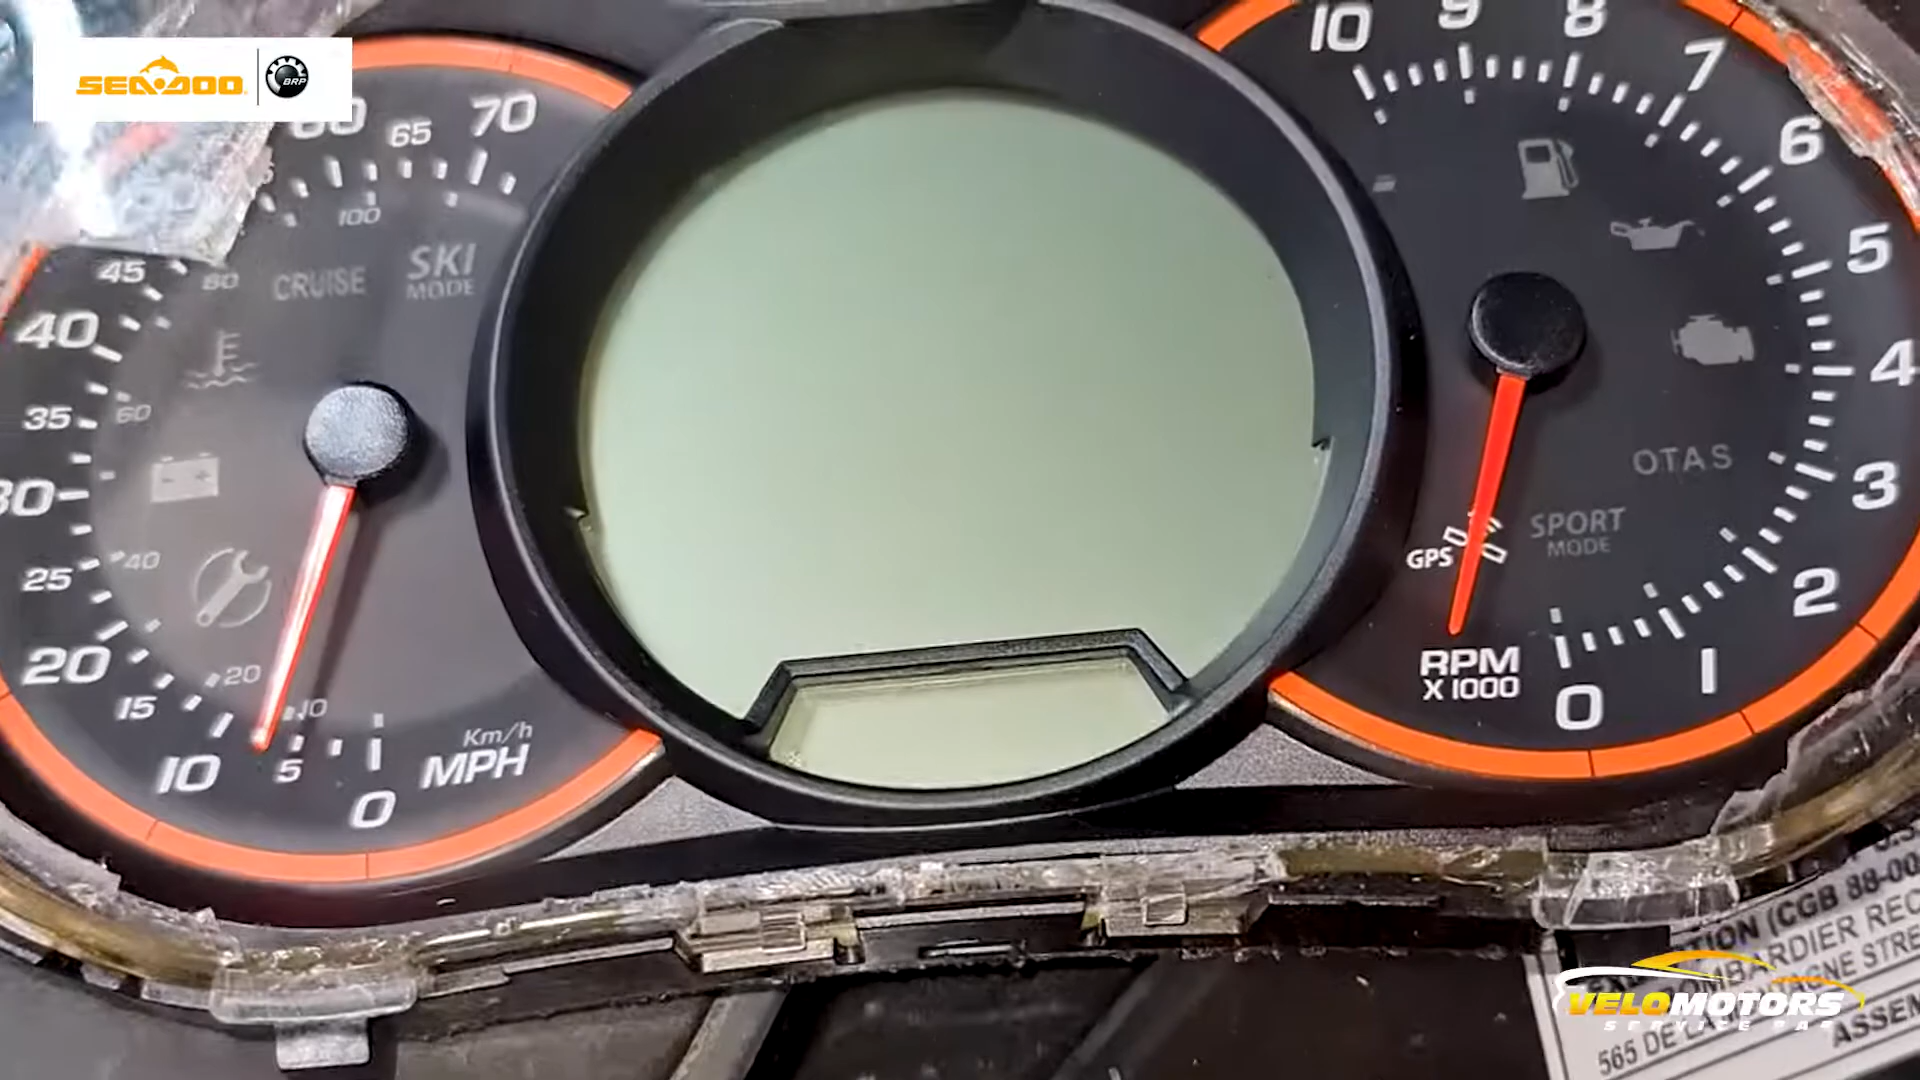 SEA-DOO
BRP
60
65
70
100
45
80
CRUISE
SKI
MODE
40
35
60
30
25
40
20
20
15
10
10
5
0
Km/h
MPH
10
9
8
7
6
5
4
3
2
1
0
OTAS
SPORT
MODE
GPS
RPM
X 1000
(CGB 88-00
BARDIER REC
565 DE
ASSEM
VELOMOTORS